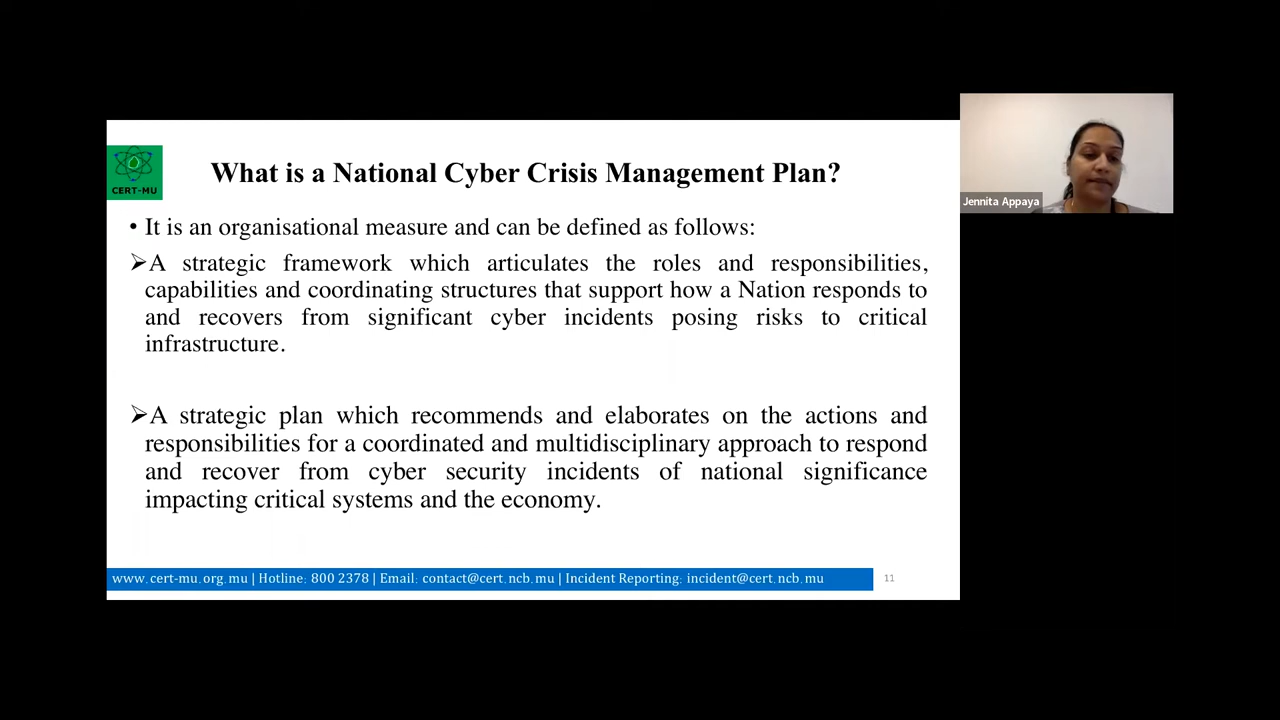 CERT-MU
What is a National Cyber Crisis Management Plan?
• It is an organisational measure and can be defined as follows:
➢A strategic framework which articulates the roles and responsibilities,
capabilities and coordinating structures that support how a Nation responds to
and recovers from significant cyber incidents posing risks to critical
infrastructure.
➢A strategic plan which recommends and elaborates on the actions and
responsibilities for a coordinated and multidisciplinary approach to respond
and recover from cyber security incidents of national significance
impacting critical systems and the economy.
www.cert-mu.org.mu | Hotline: 800 2378 | Email: contact@cert.ncb.mu | Incident Reporting: incident@cert.ncb.mu
11
Jennita Appaya